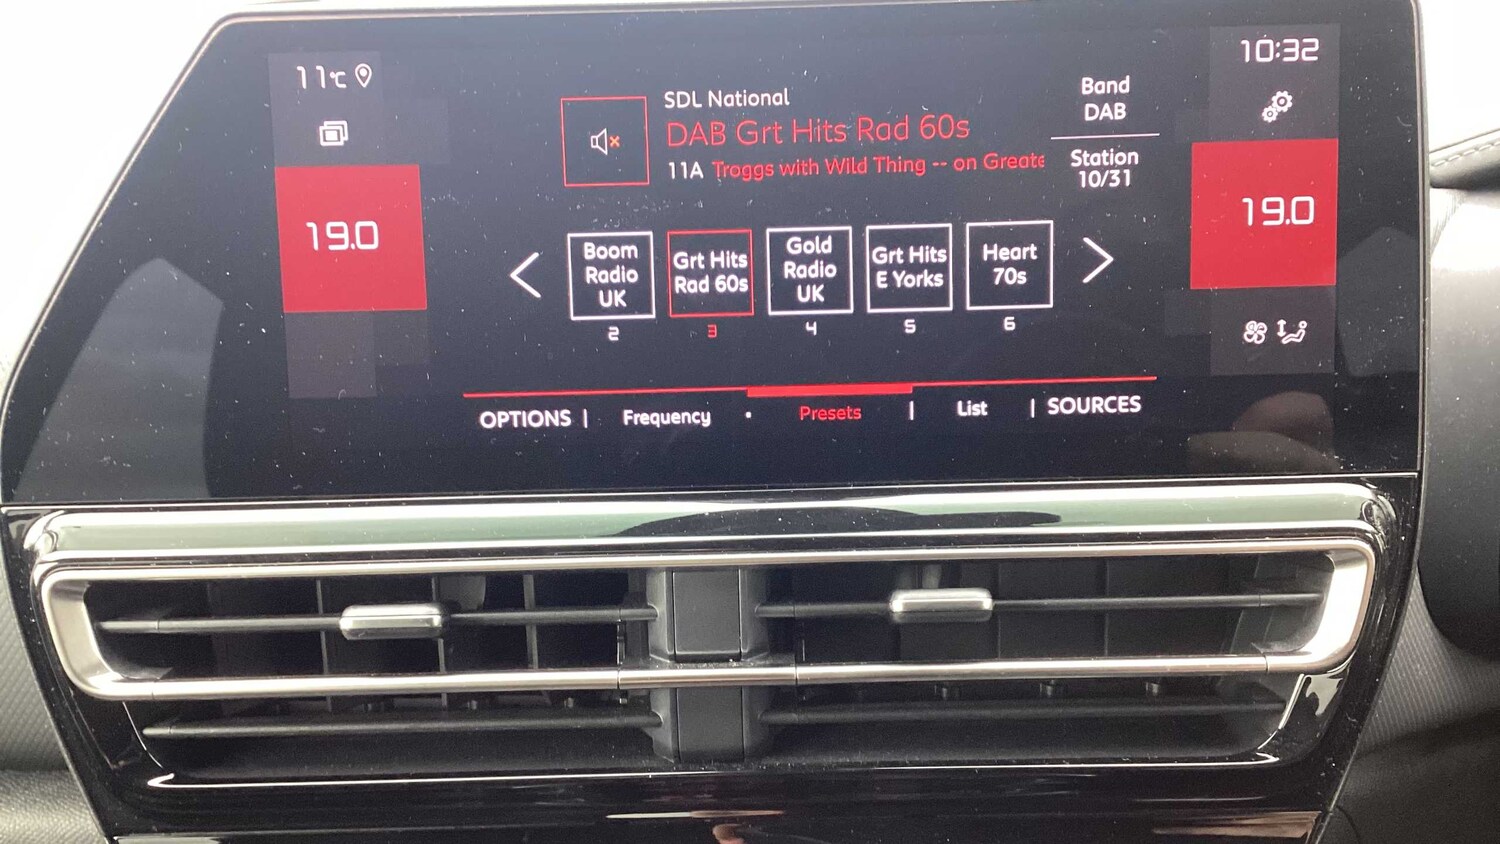 11°C
10:32
SDL National
DAB Grt Hits Rad 60s
11A Troggs with Wild Thing -- on Greate
Band
DAB
Station
10/31
19.0
19.0
Boom
Radio
UK
2
Grt Hits
Rad 60s
3
Gold
Radio
UK
4
Grt Hits
E Yorks
5
Heart
70s
6
OPTIONS | Frequency • Presets | List | SOURCES